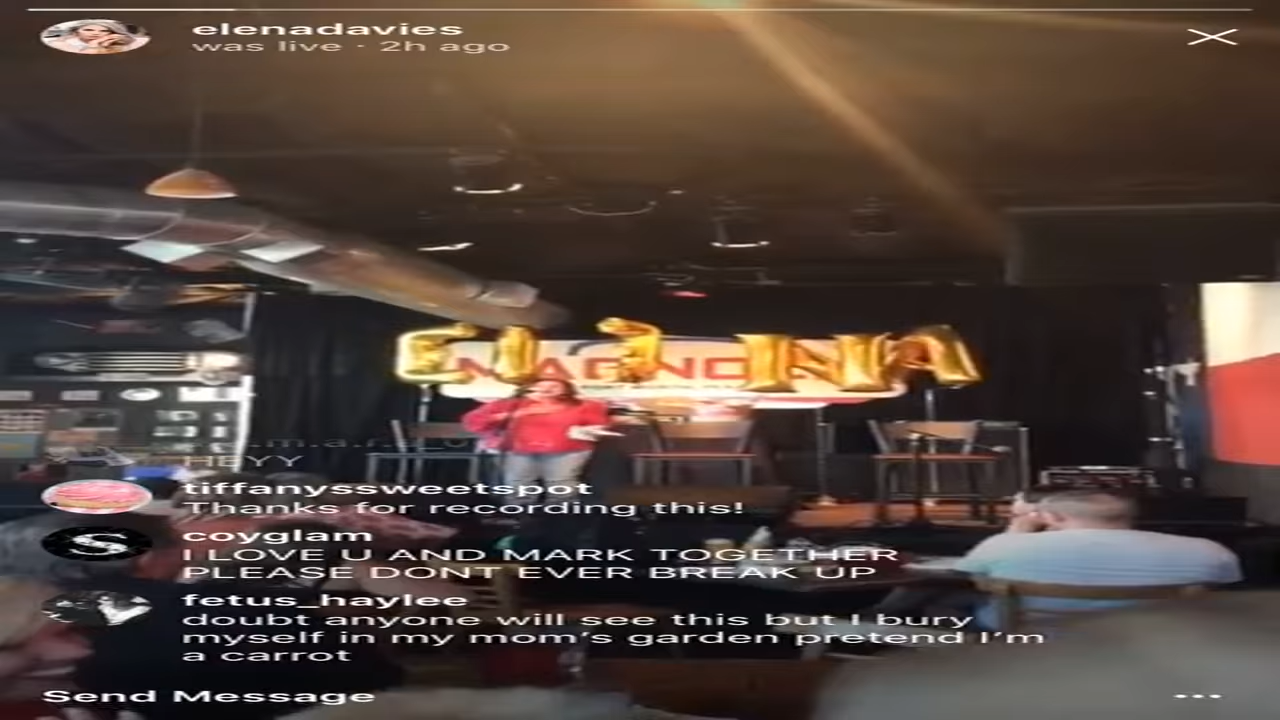 elenadavies
was live · 2h ago
HEYY
tiffanyssweetspot
Thanks for recording this!
coyglam
I LOVE U AND MARK TOGETHER
PLEASE DONT EVER BREAK UP
fetus_haylee
doubt anyone will see this but I bury
myself in my mom's garden pretend I'm
a carrot
Send Message